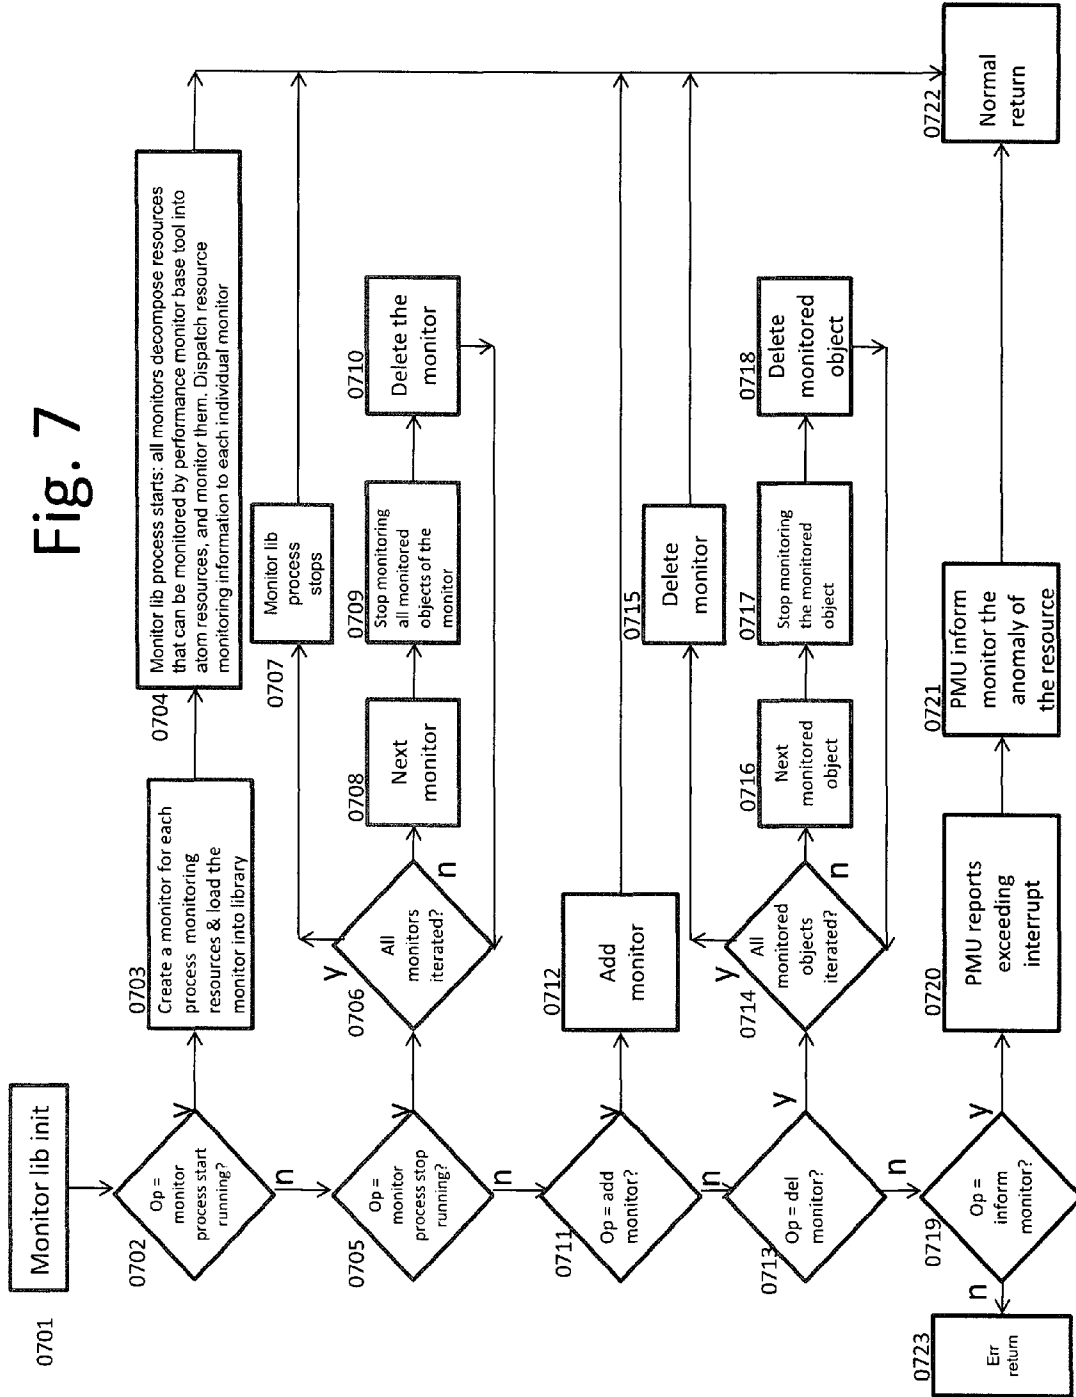 Fig. 7
0701
Monitor lib init
0702
Op =
monitor
process start
running?
y
n
0703
Create a monitor for each
process monitoring
resources & load the
monitor into library
0704
Monitor lib process starts: all monitors decompose resources
that can be monitored by performance monitor base tool into
atom resources, and monitor them. Dispatch resource
monitoring information to each individual monitor
0705
Op =
monitor
process stop
running?
y
n
0706
All
monitors
iterated?
y
n
0707
Monitor lib
process
stops
0708
Next
monitor
0709
Stop monitoring
all monitored
objects of the
monitor
0710
Delete the
monitor
0711
Op = add
monitor?
y
n
0712
Add
monitor
0713
Op = del
monitor?
y
n
0714
All
monitored
objects
iterated?
y
n
0715
Delete
monitor
0716
Next
monitored
object
0717
Stop monitoring
the monitored
object
0718
Delete
monitored
object
0719
Op =
inform
monitor?
y
n
0720
PMU reports
exceeding
interrupt
0721
PMU inform
monitor the
anomaly of
the resource
0722
Normal
return
0723
Err
return